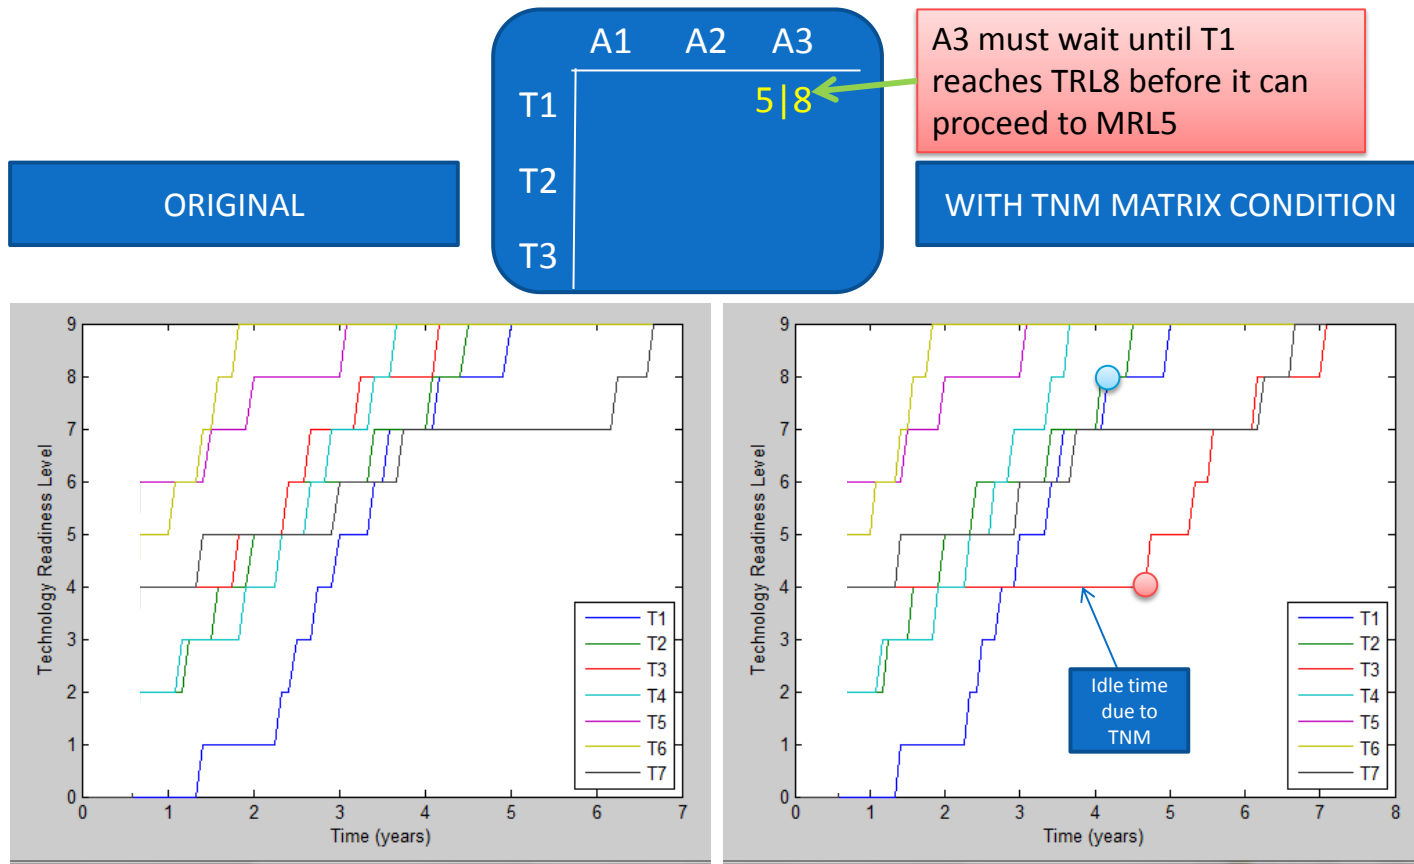 A1 A2 A3
T1 5|8
T2
T3
A3 must wait until T1
reaches TRL8 before it can
proceed to MRL5
ORIGINAL
WITH TNM MATRIX CONDITION
Technology Readiness Level
9
8
7
6
5
4
3
2
1
0
0 1 2 3 4 5 6 7
Time (years)
T1
T2
T3
T4
T5
T6
T7
Technology Readiness Level
9
8
7
6
5
4
3
2
1
0
0 1 2 3 4 5 6 7 8
Time (years)
Idle time
due to
TNM
T1
T2
T3
T4
T5
T6
T7